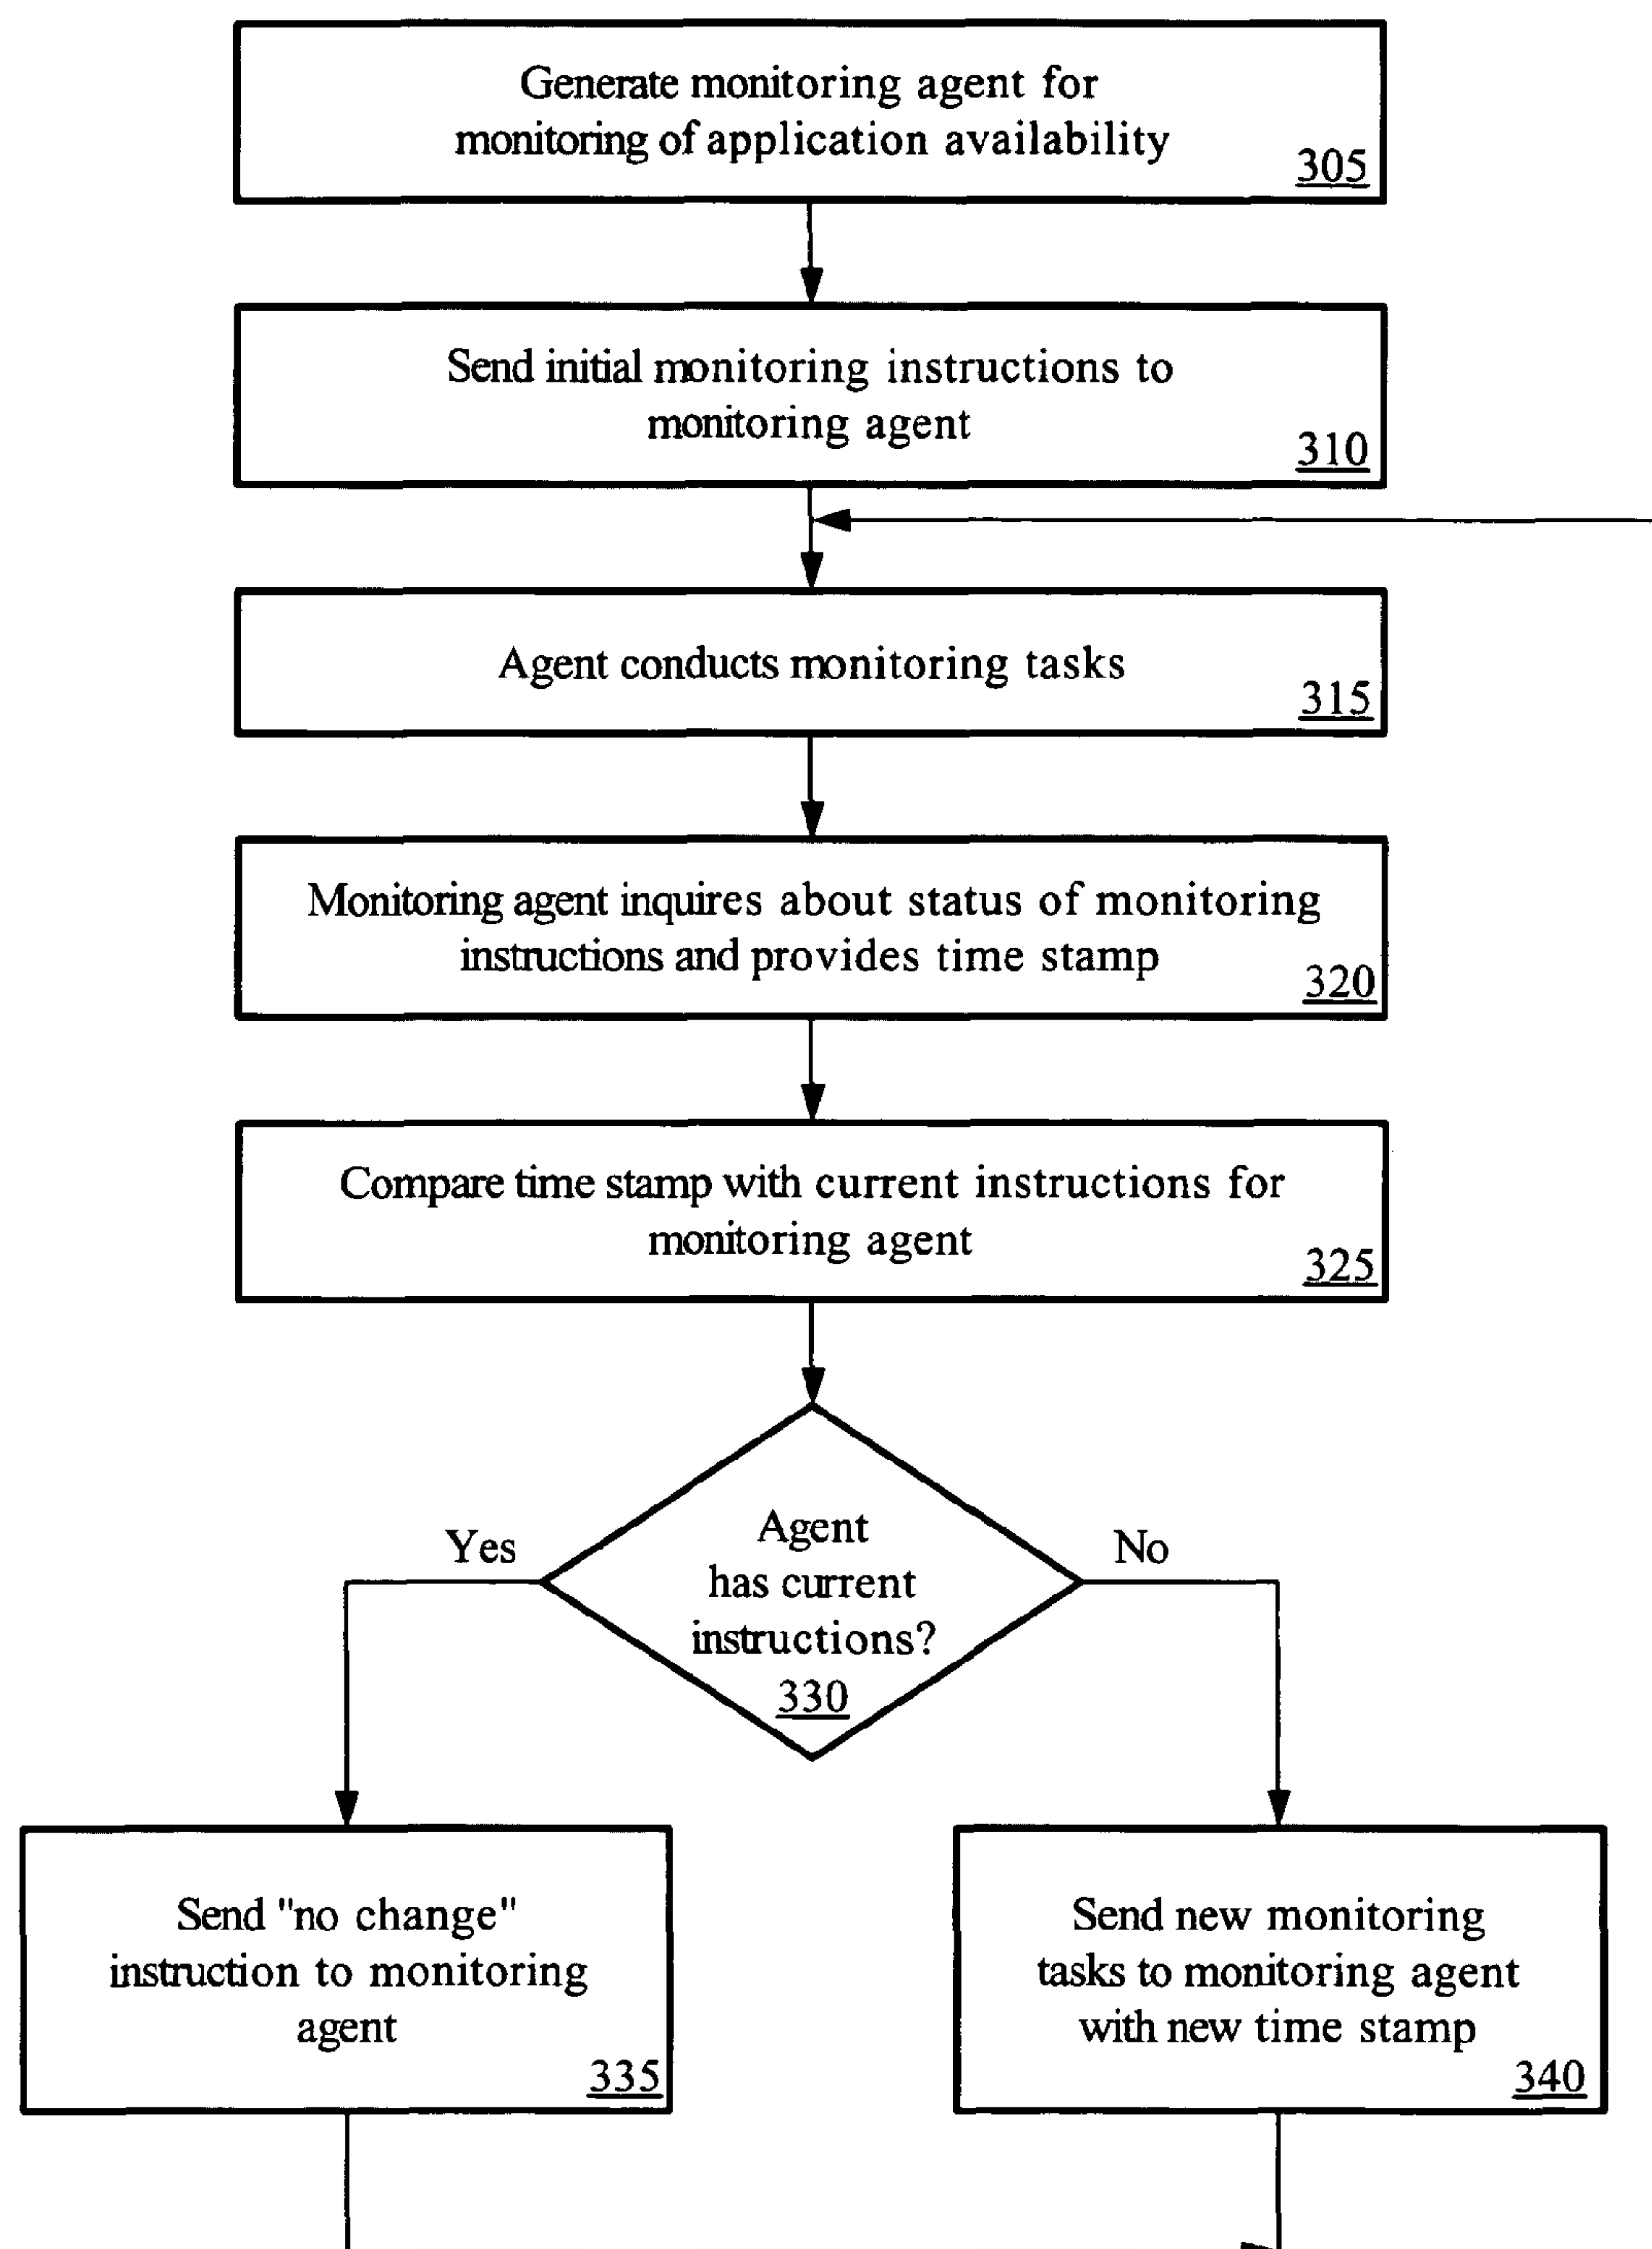 Generate monitoring agent for
monitoring of application availability
305
Send initial monitoring instructions to
monitoring agent
310
Agent conducts monitoring tasks
315
Monitoring agent inquires about status of monitoring
instructions and provides time stamp
320
Compare time stamp with current instructions for
monitoring agent
325
Agent
has current
instructions?
330
Yes
No
Send "no change"
instruction to monitoring
agent
335
Send new monitoring
tasks to monitoring agent
with new time stamp
340